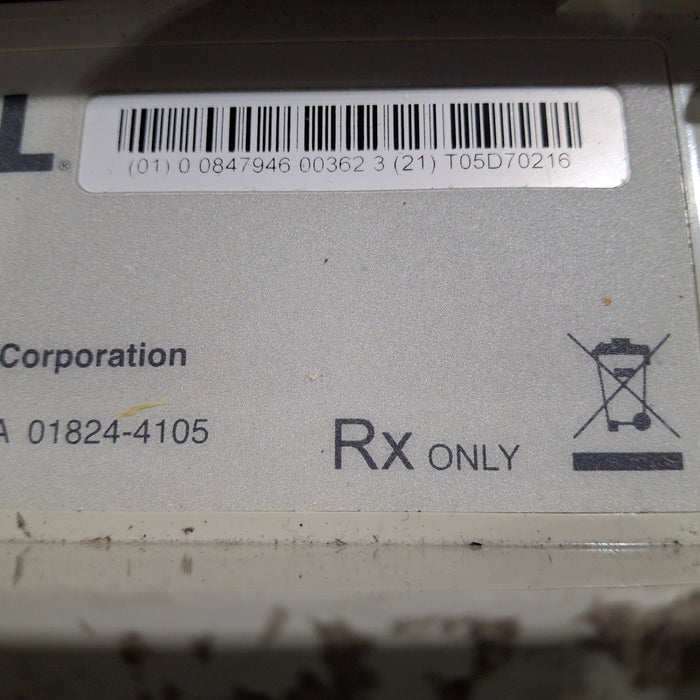 L®
(01) 0 0847946 00362 3 (21) T05D70216
Corporation
A 01824-4105
Rx ONLY